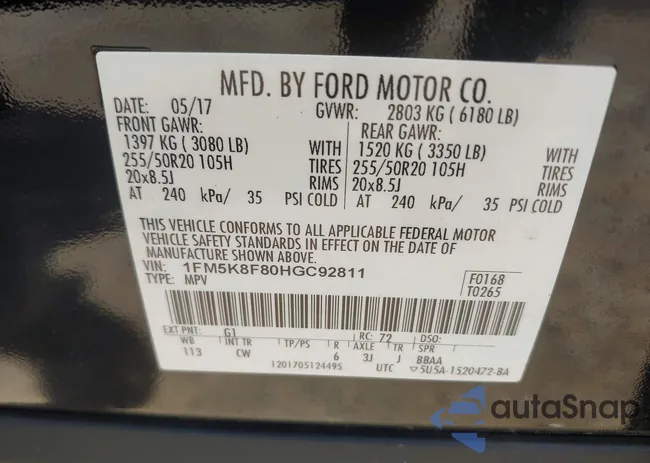 MFD. BY FORD MOTOR CO.
DATE: 05/17 GVWR: 2803 KG ( 6180 LB)
FRONT GAWR: REAR GAWR:
1397 KG ( 3080 LB) WITH 1520 KG ( 3350 LB) WITH
255/50R20 105H TIRES 255/50R20 105H TIRES
20x8.5J RIMS 20x8.5J RIMS
AT 240 kPa/ 35 PSI COLD AT 240 kPa/ 35 PSI COLD
THIS VEHICLE CONFORMS TO ALL APPLICABLE FEDERAL MOTOR
VEHICLE SAFETY STANDARDS IN EFFECT ON THE DATE OF
MANUFACTURE SHOWN ABOVE.
VIN: 1FM5K8F80HGC92811 F0168
TYPE: MPV T0265
EXT PNT: G1 RC: 72 DSO:
WB INT TR TP/PS R AXLE TR SPR
113 CW 6 3J J BBAA
1201705124495 UTC ▽5U5A-1520472-BA
autoSnap